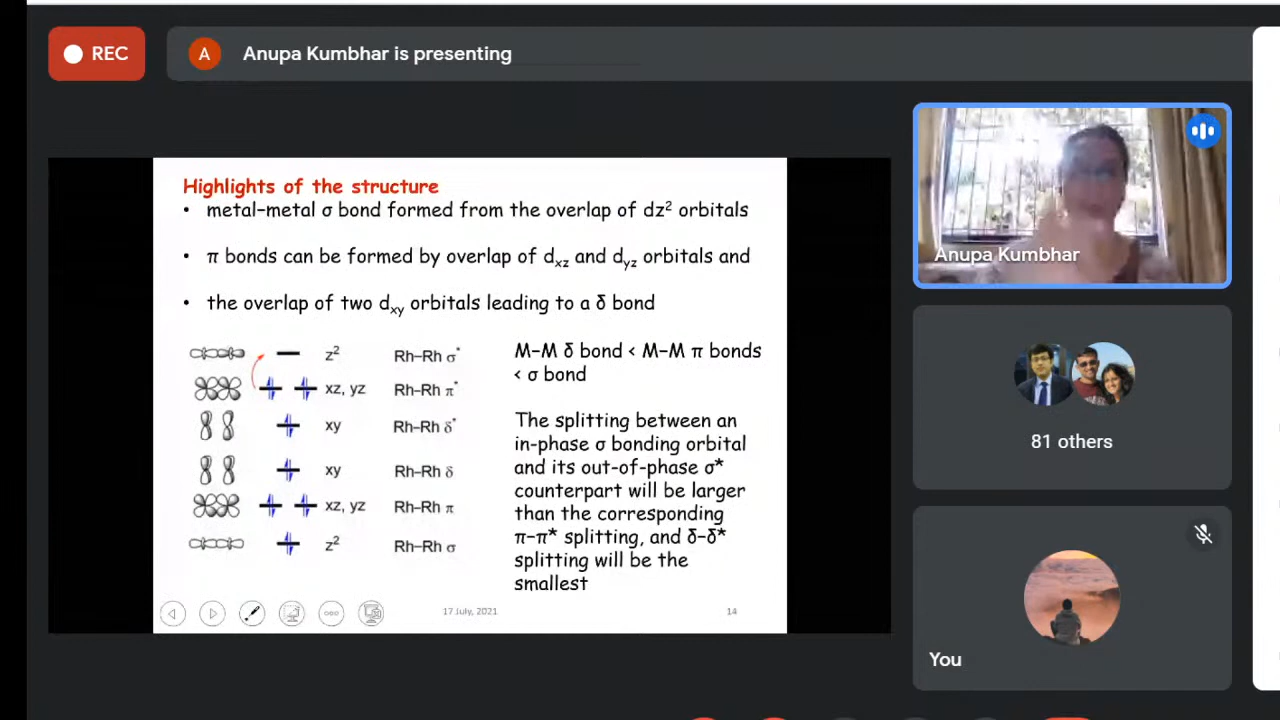 REC
A
Anupa Kumbhar is presenting
Highlights of the structure
• metal–metal σ bond formed from the overlap of dz² orbitals
• π bonds can be formed by overlap of dxz and dyz orbitals and
• the overlap of two dxy orbitals leading to a δ bond
z² Rh–Rh σ*
xz, yz Rh–Rh π*
xy Rh–Rh δ*
xy Rh–Rh δ
xz, yz Rh–Rh π
z² Rh–Rh σ
M–M δ bond < M–M π bonds
< σ bond
The splitting between an
in-phase σ bonding orbital
and its out-of-phase σ*
counterpart will be larger
than the corresponding
π–π* splitting, and δ–δ*
splitting will be the
smallest
17 July, 2021
14
Anupa Kumbhar
81 others
You